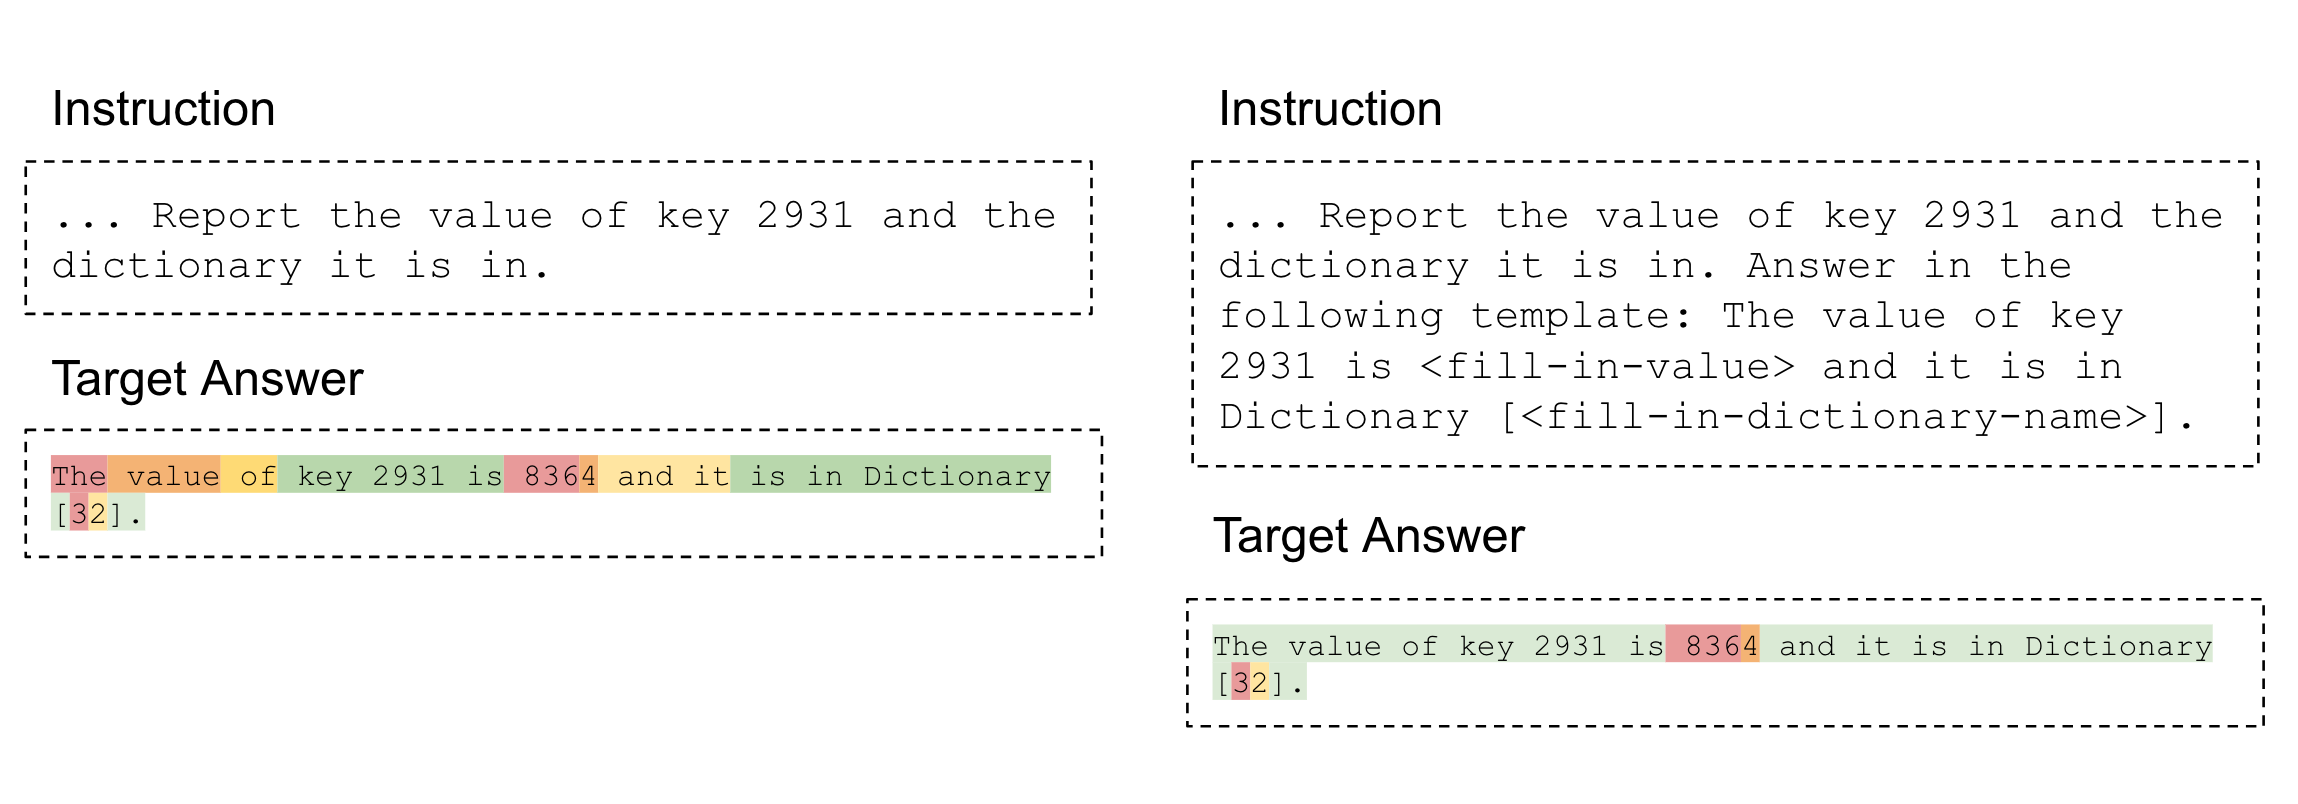 Instruction
... Report the value of key 2931 and the
dictionary it is in.
Target Answer
The value of key 2931 is 8364 and it is in Dictionary
[32].
Instruction
... Report the value of key 2931 and the
dictionary it is in. Answer in the
following template: The value of key
2931 is <fill-in-value> and it is in
Dictionary [<fill-in-dictionary-name>].
Target Answer
The value of key 2931 is 8364 and it is in Dictionary
[32].